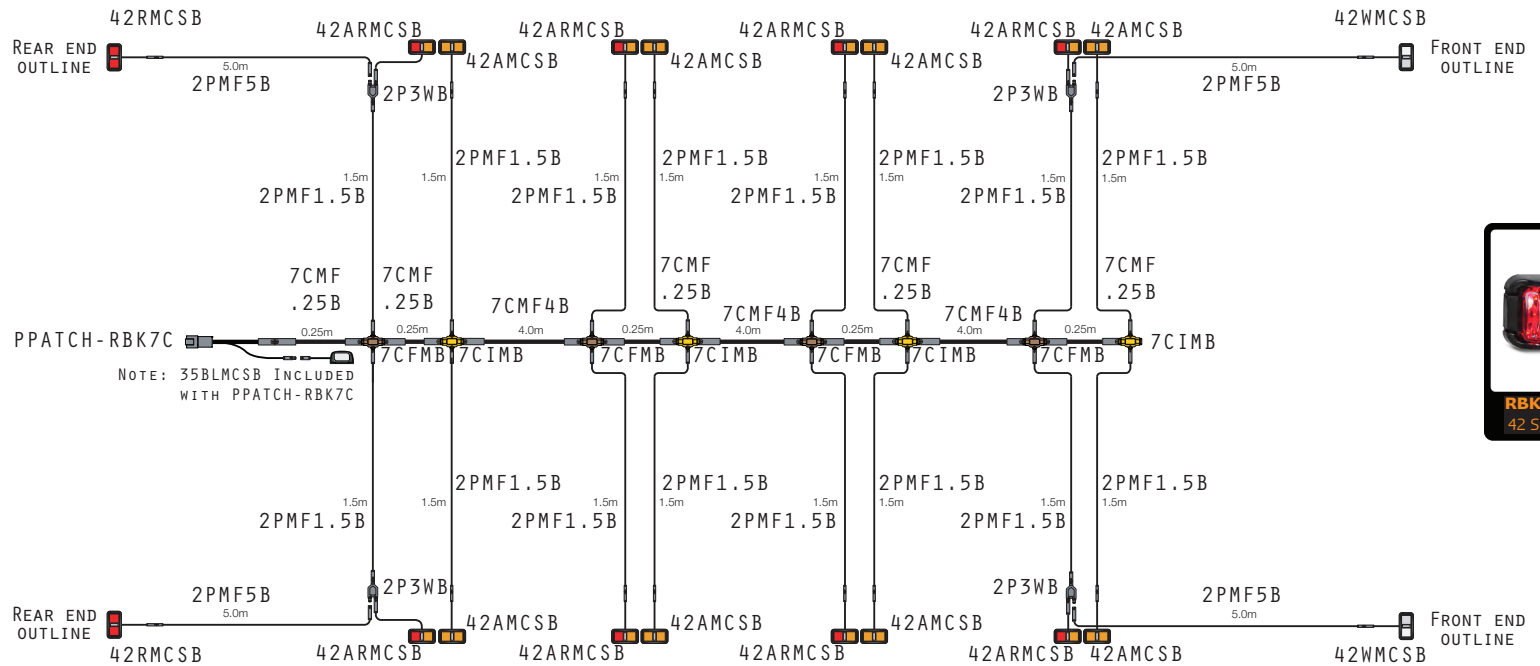 42RMCSB
42ARMCSB
42ARMCSB
42ARMCSB
42ARMCSB 42AMCSB
42WMCSB
REAR END
OUTLINE
42AMCSB
42AMCSB
42AMCSB
FRONT END
OUTLINE
5.0m
2PMF5B
2P3WB
2P3WB
5.0m
2PMF5B
2PMF1.5B
2PMF1.5B
2PMF1.5B
2PMF1.5B
1.5m
1.5m
1.5m
1.5m
1.5m
1.5m
1.5m
1.5m
2PMF1.5B
2PMF1.5B
2PMF1.5B
2PMF1.5B
7CMF
.25B
7CMF
.25B
7CMF4B
7CMF
.25B
7CMF4B
7CMF
.25B
7CMF4B
7CMF
.25B
PPATCH-RBK7C
0.25m
0.25m
4.0m
0.25m
4.0m
0.25m
4.0m
0.25m
7CIMB
7CFMB
7CIMB
7CFMB
7CIMB
7CFMB
7CIMB
7CFMB
NOTE: 35BLMCSB INCLUDED
WITH PPATCH-RBK7C
RBK
42 S
2PMF1.5B
2PMF1.5B
2PMF1.5B
2PMF1.5B
1.5m
1.5m
1.5m
1.5m
1.5m
1.5m
1.5m
1.5m
2PMF1.5B
2PMF1.5B
2PMF1.5B
2PMF1.5B
2PMF5B
5.0m
2P3WB
2P3WB
2PMF5B
5.0m
REAR END
OUTLINE
42AMCSB
42AMCSB
42AMCSB
FRONT END
OUTLINE
42RMCSB
42ARMCSB
42ARMCSB
42ARMCSB
42ARMCSB 42AMCSB
42WMCSB